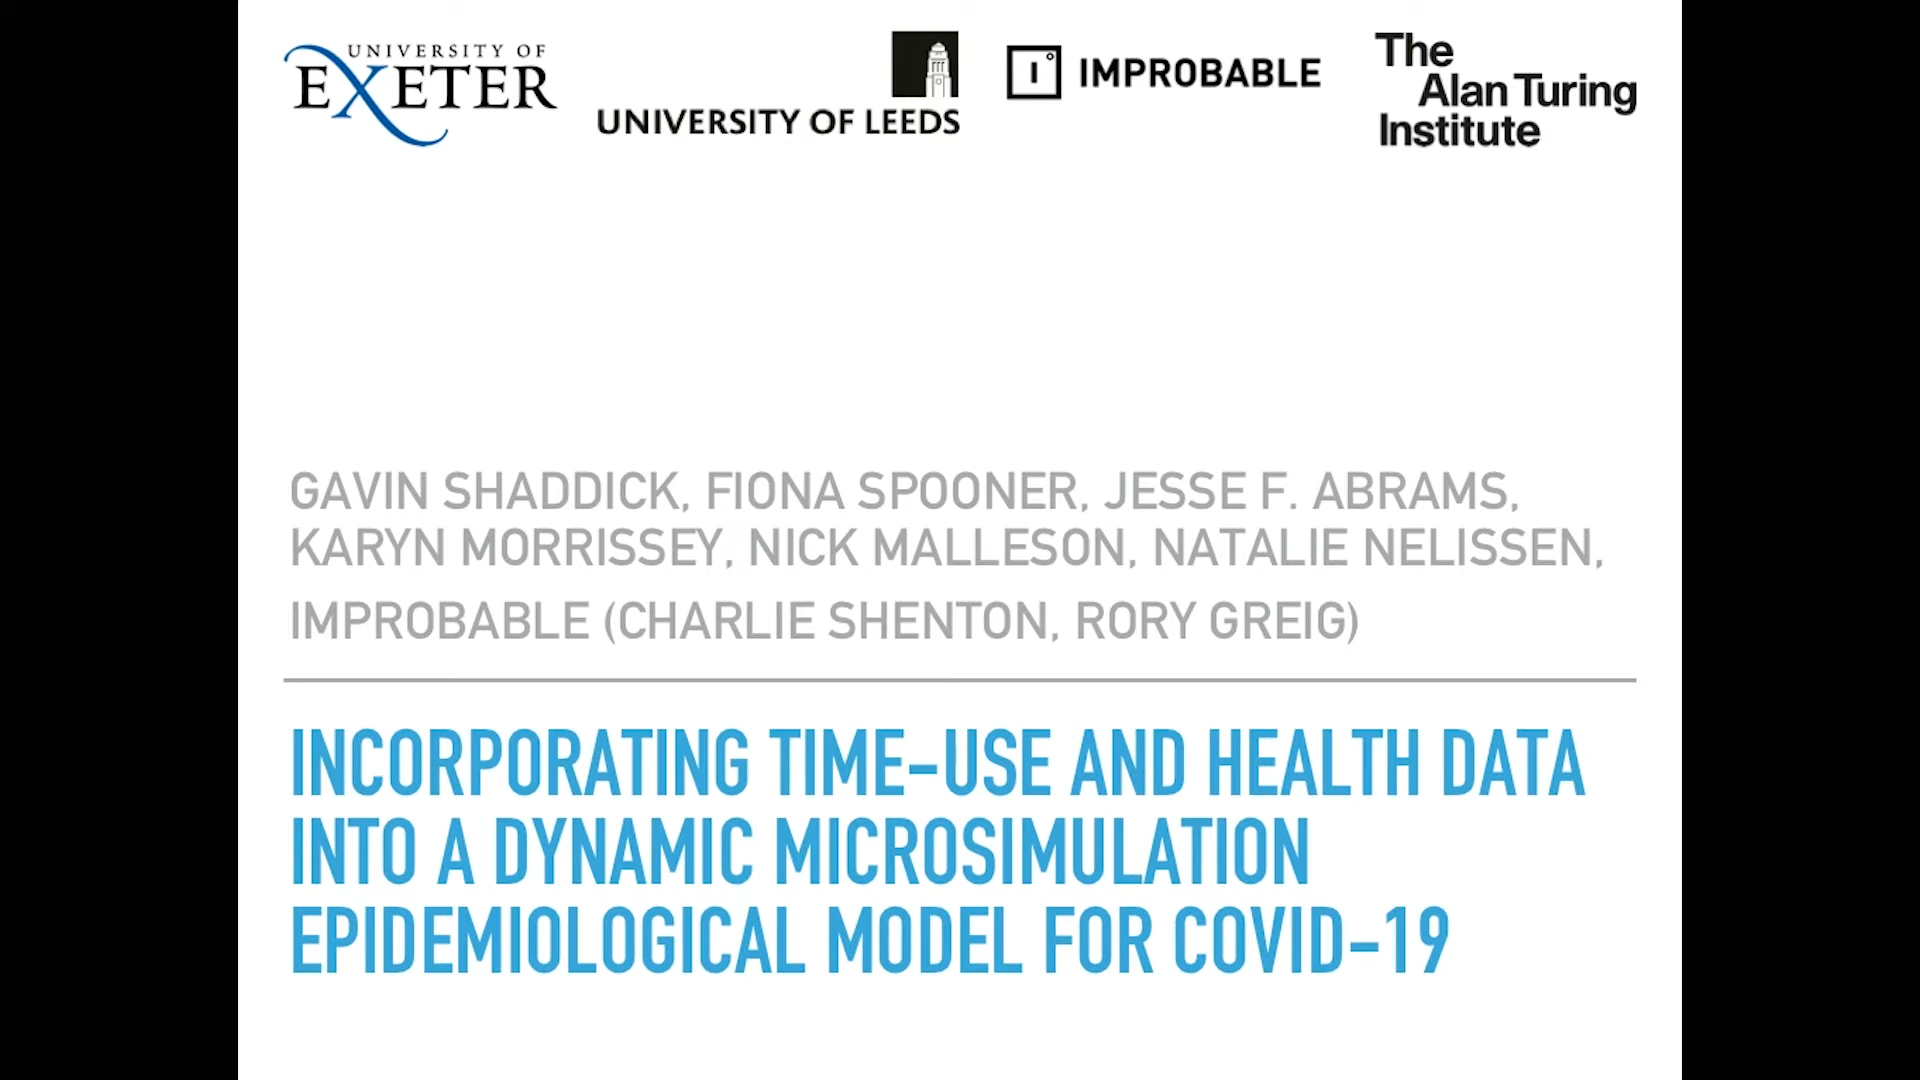 UNIVERSITY OF
EXETER
UNIVERSITY OF LEEDS
I° IMPROBABLE
The
Alan Turing
Institute
GAVIN SHADDICK, FIONA SPOONER, JESSE F. ABRAMS,
KARYN MORRISSEY, NICK MALLESON, NATALIE NELISSEN,
IMPROBABLE (CHARLIE SHENTON, RORY GREIG)
INCORPORATING TIME-USE AND HEALTH DATA
INTO A DYNAMIC MICROSIMULATION
EPIDEMIOLOGICAL MODEL FOR COVID-19